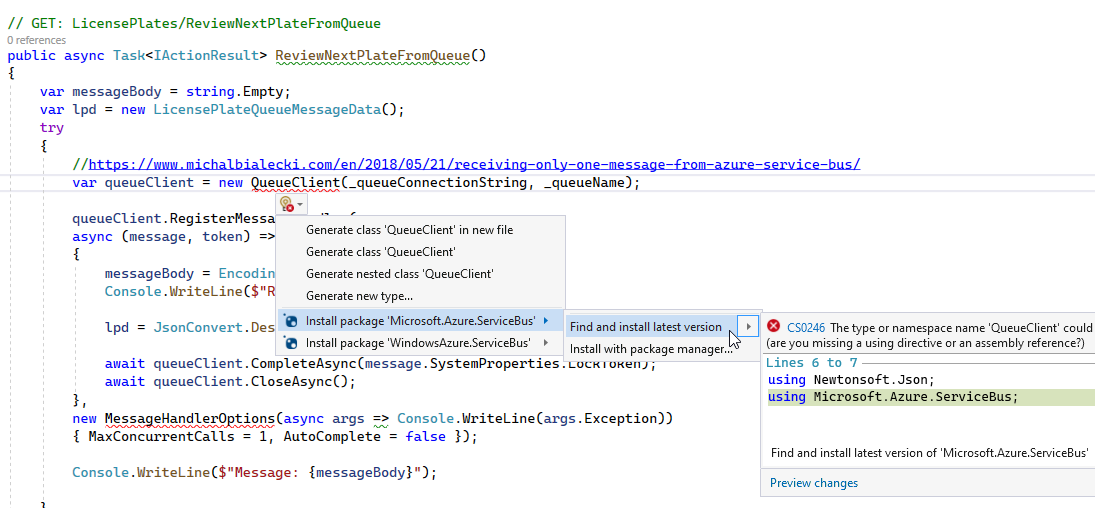 // GET: LicensePlates/ReviewNextPlateFromQueue
0 references
public async Task<IActionResult> ReviewNextPlateFromQueue()
{
var messageBody = string.Empty;
var lpd = new LicensePlateQueueMessageData();
try
{
//https://www.michalbialecki.com/en/2018/05/21/receiving-only-one-message-from-azure-service-bus/
var queueClient = new QueueClient(_queueConnectionString, _queueName);
queueClient.RegisterMessa
async (message, token) =>
{
messageBody = Encodin
Console.WriteLine($"R
lpd = JsonConvert.Des
await queueClient.CompleteAsync(message.SystemProperties.LockToken);
await queueClient.CloseAsync();
},
new MessageHandlerOptions(async args => Console.WriteLine(args.Exception))
{ MaxConcurrentCalls = 1, AutoComplete = false });
Console.WriteLine($"Message: {messageBody}");
}
Generate class 'QueueClient' in new file
Generate class 'QueueClient'
Generate nested class 'QueueClient'
Generate new type...
Install package 'Microsoft.Azure.ServiceBus'
Install package 'WindowsAzure.ServiceBus'
Find and install latest version
Install with package manager...
CS0246 The type or namespace name 'QueueClient' could
(are you missing a using directive or an assembly reference?)
Lines 6 to 7
using Newtonsoft.Json;
using Microsoft.Azure.ServiceBus;
Find and install latest version of 'Microsoft.Azure.ServiceBus'
Preview changes